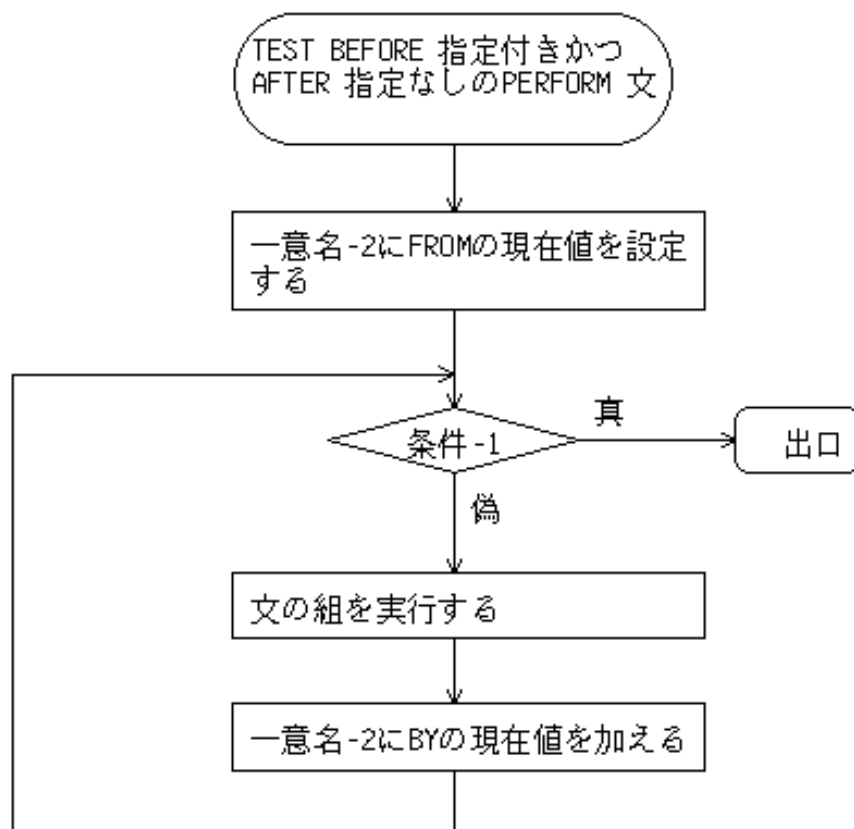 TEST BEFORE 指定付きかつ
AFTER 指定なしのPERFORM 文
一意名-2にFROMの現在値を設定
する
条件-1
真
出口
偽
文の組を実行する
一意名-2にBYの現在値を加える